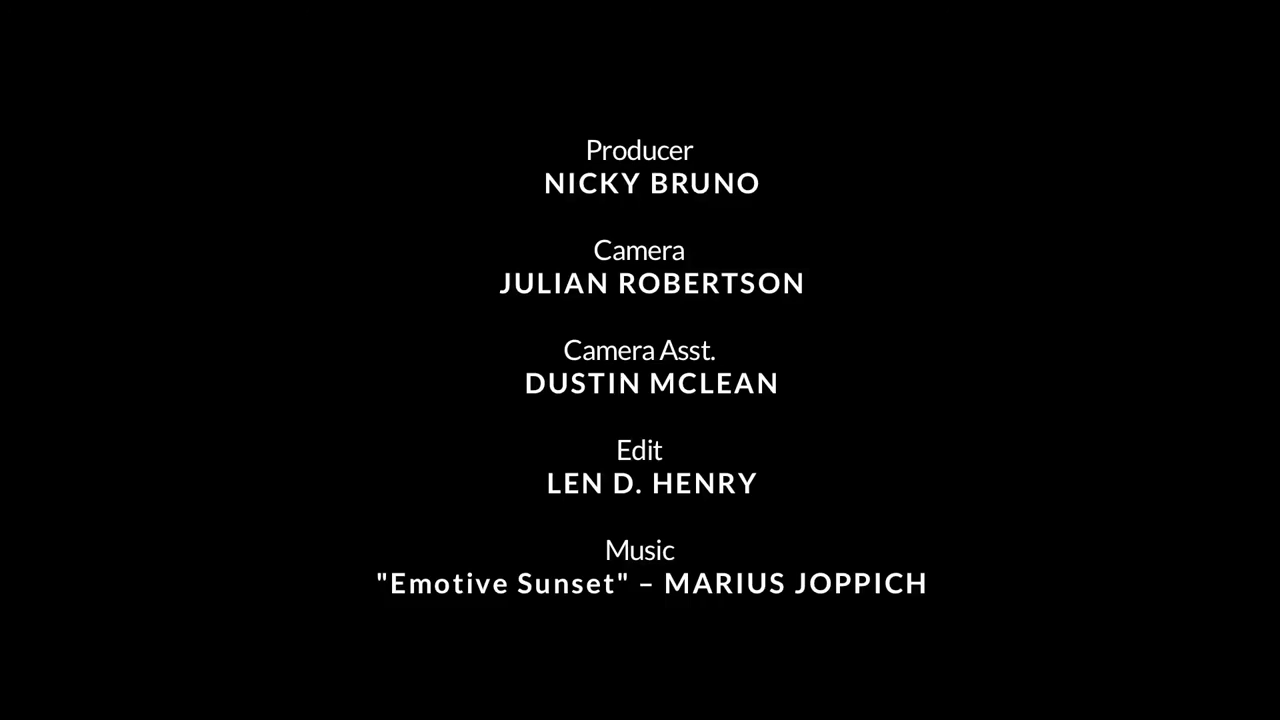 Producer
NICKY BRUNO
Camera
JULIAN ROBERTSON
Camera Asst.
DUSTIN MCLEAN
Edit
LEN D. HENRY
Music
"Emotive Sunset" – MARIUS JOPPICH